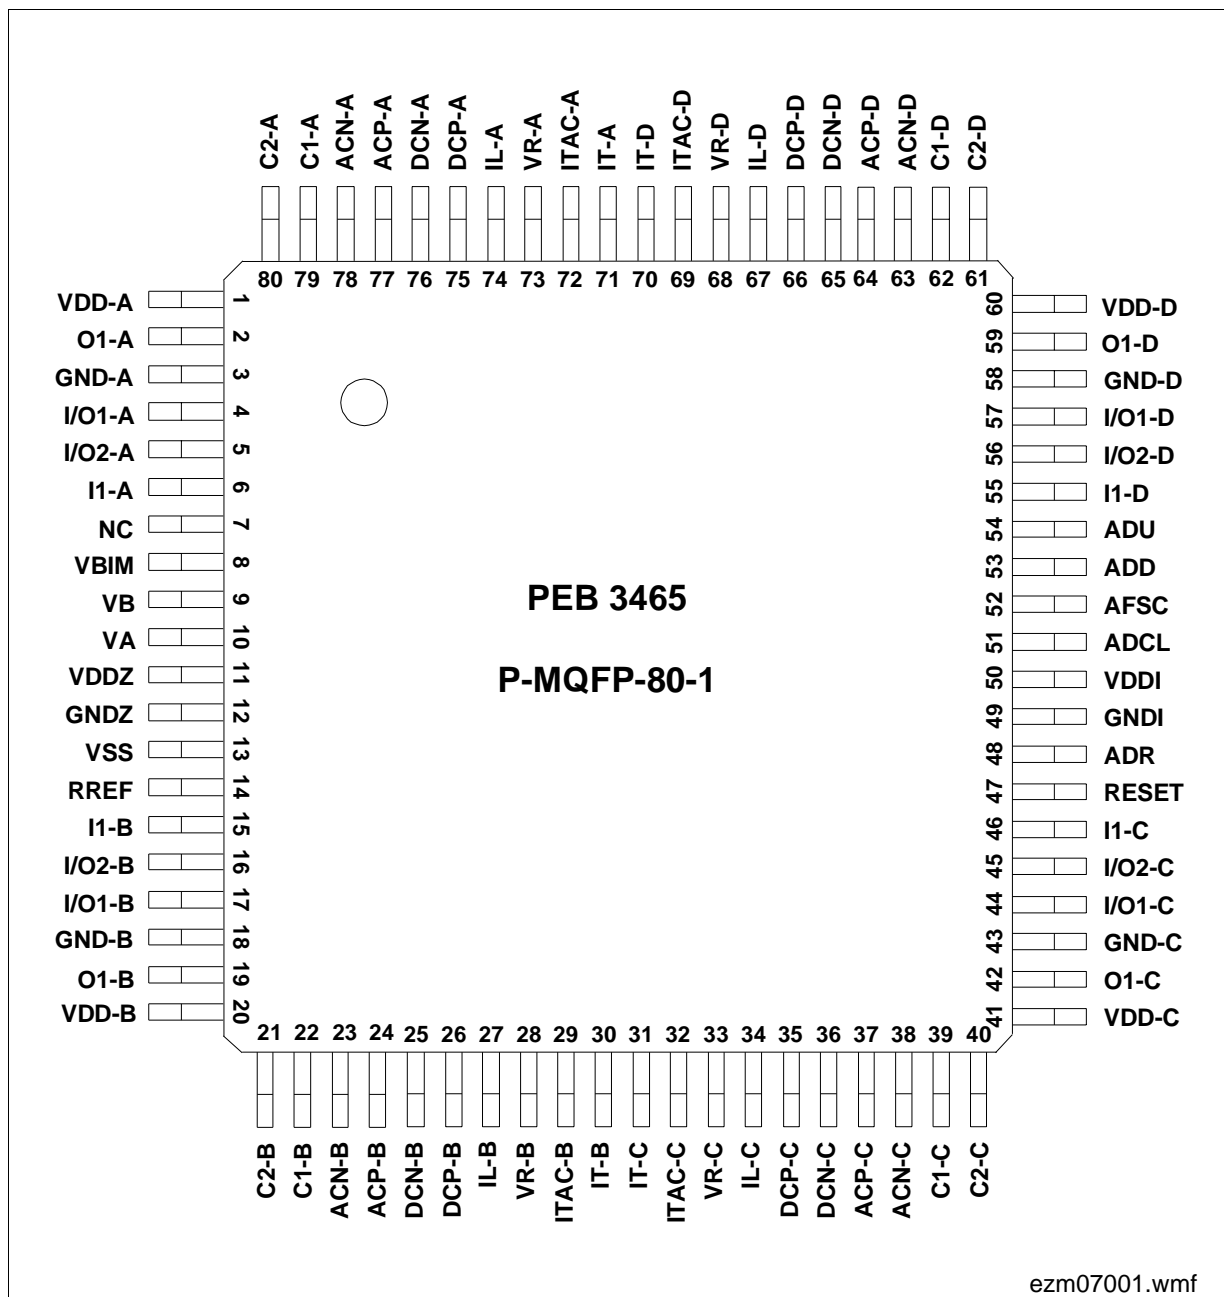 C2-A C1-A ACN-A ACP-A DCN-A DCP-A IL-A VR-A ITAC-A IT-A IT-D ITAC-D VR-D IL-D DCP-D DCN-D ACP-D ACN-D C1-D C2-D
80 79 78 77 76 75 74 73 72 71 70 69 68 67 66 65 64 63 62 61
VDD-A 1 60 VDD-D
O1-A 2 59 O1-D
GND-A 3 58 GND-D
I/O1-A 4 57 I/O1-D
I/O2-A 5 56 I/O2-D
I1-A 6 55 I1-D
NC 7 54 ADU
VBIM 8 53 ADD
VB 9 52 AFSC
VA 10 51 ADCL
VDDZ 11 50 VDDI
GNDZ 12 49 GNDI
VSS 13 48 ADR
RREF 14 47 RESET
I1-B 15 46 I1-C
I/O2-B 16 45 I/O2-C
I/O1-B 17 44 I/O1-C
GND-B 18 43 GND-C
O1-B 19 42 O1-C
VDD-B 20 41 VDD-C
PEB 3465
P-MQFP-80-1
21 22 23 24 25 26 27 28 29 30 31 32 33 34 35 36 37 38 39 40
C2-B C1-B ACN-B ACP-B DCN-B DCP-B IL-B VR-B ITAC-B IT-B IT-C ITAC-C VR-C IL-C DCP-C DCN-C ACP-C ACN-C C1-C C2-C
ezm07001.wmf